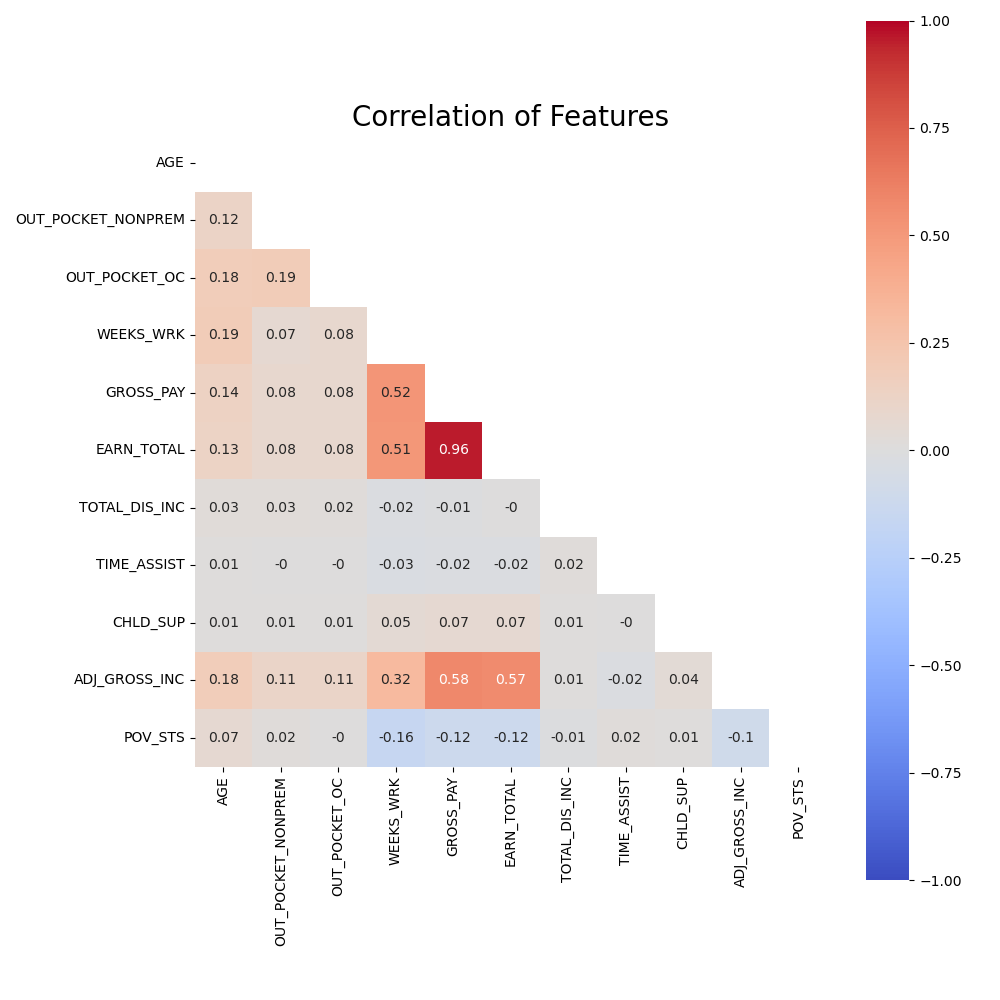 Correlation of Features
AGE
OUT_POCKET_NONPREM 0.12
OUT_POCKET_OC 0.18 0.19
WEEKS_WRK 0.19 0.07 0.08
GROSS_PAY 0.14 0.08 0.08 0.52
EARN_TOTAL 0.13 0.08 0.08 0.51 0.96
TOTAL_DIS_INC 0.03 0.03 0.02 -0.02 -0.01 -0
TIME_ASSIST 0.01 -0 -0 -0.03 -0.02 -0.02 0.02
CHLD_SUP 0.01 0.01 0.01 0.05 0.07 0.07 0.01 -0
ADJ_GROSS_INC 0.18 0.11 0.11 0.32 0.58 0.57 0.01 -0.02 0.04
POV_STS 0.07 0.02 -0 -0.16 -0.12 -0.12 -0.01 0.02 0.01 -0.1
AGE
OUT_POCKET_NONPREM
OUT_POCKET_OC
WEEKS_WRK
GROSS_PAY
EARN_TOTAL
TOTAL_DIS_INC
TIME_ASSIST
CHLD_SUP
ADJ_GROSS_INC
POV_STS
1.00
0.75
0.50
0.25
0.00
−0.25
−0.50
−0.75
−1.00